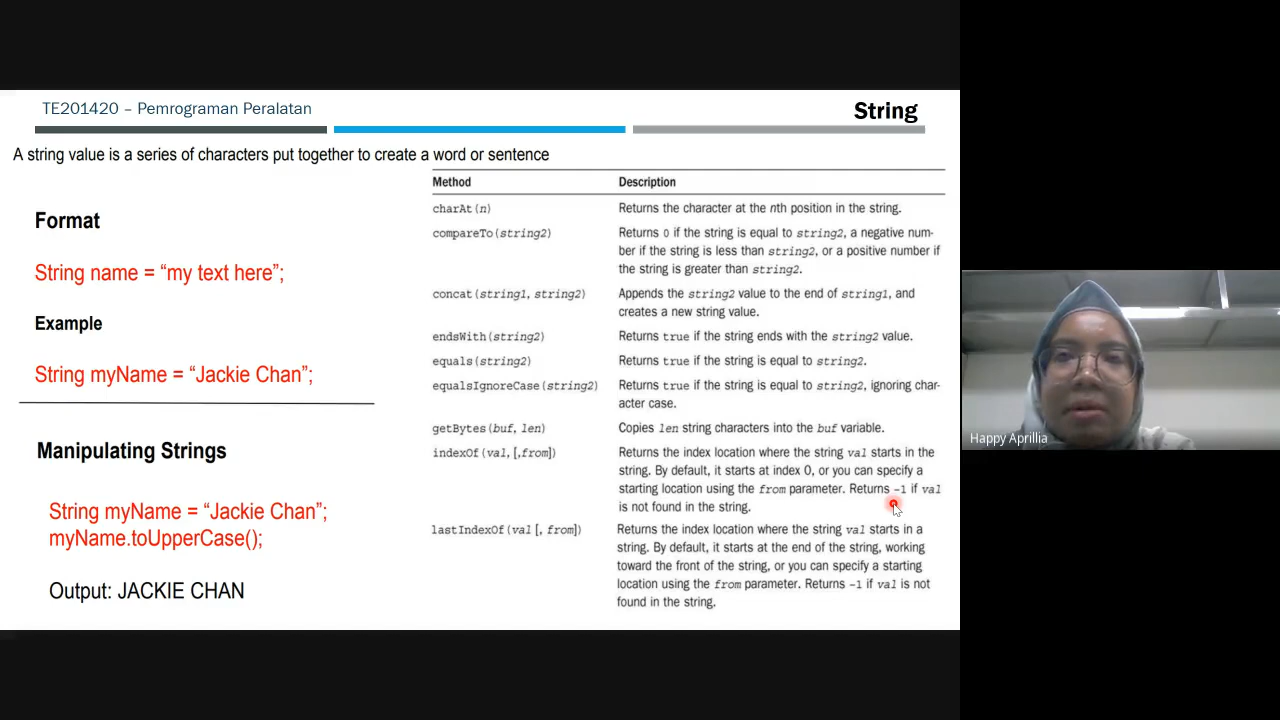 TE201420 – Pemrograman Peralatan
String
A string value is a series of characters put together to create a word or sentence
Format
String name = “my text here”;
Example
String myName = “Jackie Chan”;
Manipulating Strings
String myName = “Jackie Chan”;
myName.toUpperCase();
Output: JACKIE CHAN
Method Description
charAt(n) Returns the character at the nth position in the string.
compareTo(string2) Returns 0 if the string is equal to string2, a negative num-
ber if the string is less than string2, or a positive number if
the string is greater than string2.
concat(string1, string2) Appends the string2 value to the end of string1, and
creates a new string value.
endsWith(string2) Returns true if the string ends with the string2 value.
equals(string2) Returns true if the string is equal to string2.
equalsIgnoreCase(string2) Returns true if the string is equal to string2, ignoring char-
acter case.
getBytes(buf, len) Copies len string characters into the buf variable.
indexOf(val, [,from]) Returns the index location where the string val starts in the
string. By default, it starts at index 0, or you can specify a
starting location using the from parameter. Returns –1 if val
is not found in the string.
lastIndexOf(val [, from]) Returns the index location where the string val starts in a
string. By default, it starts at the end of the string, working
toward the front of the string, or you can specify a starting
location using the from parameter. Returns –1 if val is not
found in the string.
Happy Aprillia